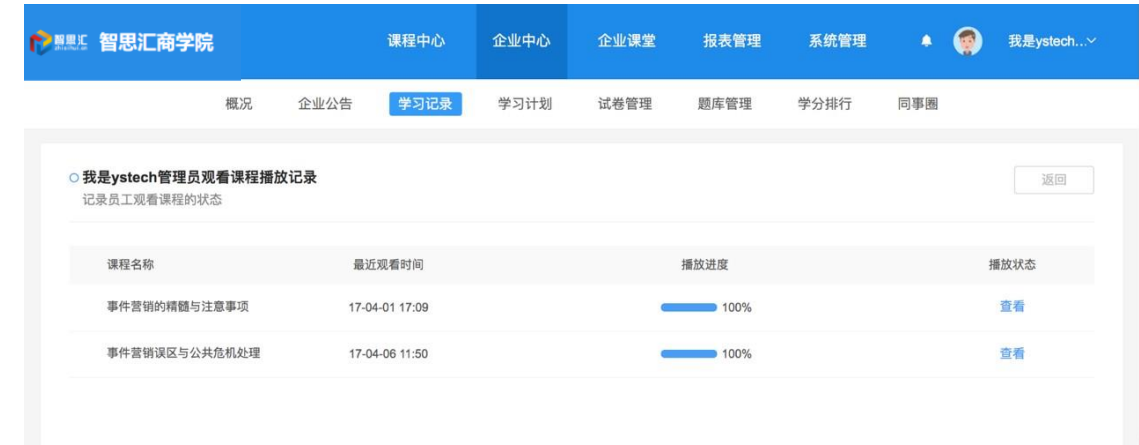 智思汇 智思汇商学院 课程中心 企业中心 企业课堂 报表管理 系统管理 我是ystech...
概况 企业公告 学习记录 学习计划 试卷管理 题库管理 学分排行 同事圈
我是ystech管理员观看课程播放记录 返回
记录员工观看课程的状态
课程名称 最近观看时间 播放进度 播放状态
事件营销的精髓与注意事项 17-04-01 17:09 100% 查看
事件营销误区与公共危机处理 17-04-06 11:50 100% 查看